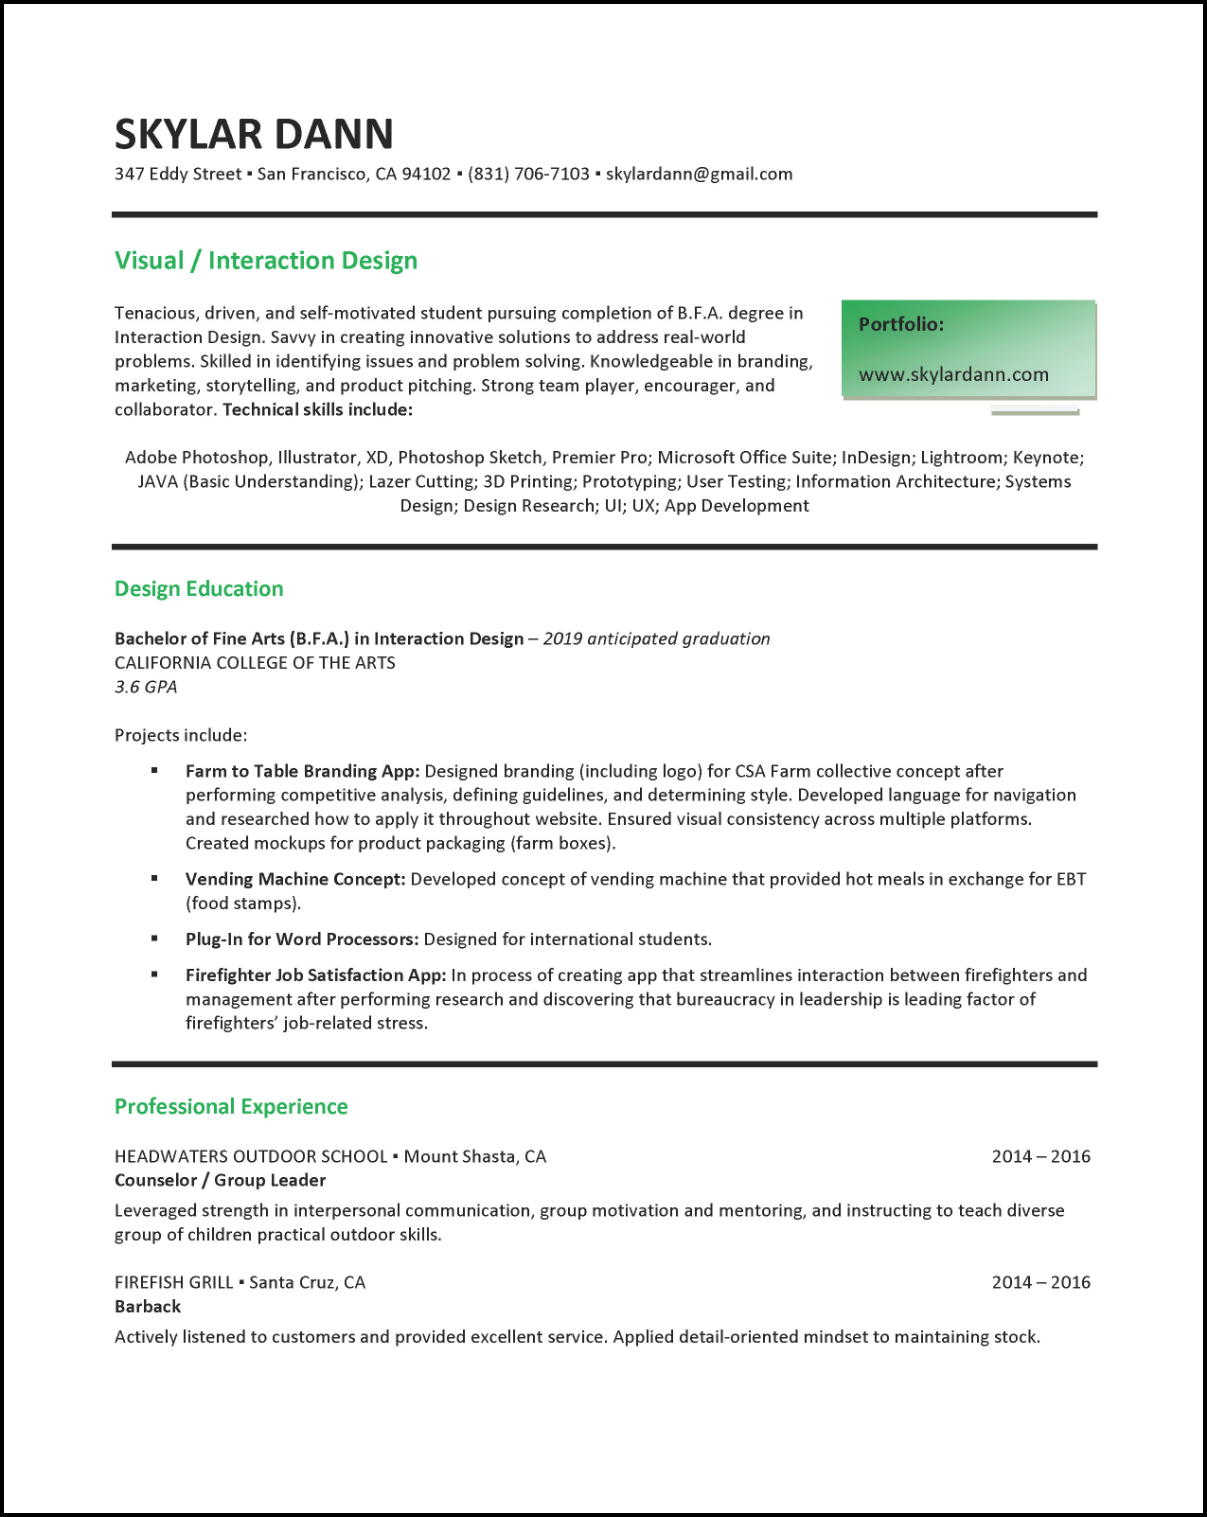 SKYLAR DANN
347 Eddy Street ▪ San Francisco, CA 94102 ▪ (831) 706-7103 ▪ skylardann@gmail.com
Visual / Interaction Design
Tenacious, driven, and self-motivated student pursuing completion of B.F.A. degree in
Interaction Design. Savvy in creating innovative solutions to address real-world
problems. Skilled in identifying issues and problem solving. Knowledgeable in branding,
marketing, storytelling, and product pitching. Strong team player, encourager, and
collaborator. Technical skills include:
Portfolio:
www.skylardann.com
Adobe Photoshop, Illustrator, XD, Photoshop Sketch, Premier Pro; Microsoft Office Suite; InDesign; Lightroom; Keynote;
JAVA (Basic Understanding); Lazer Cutting; 3D Printing; Prototyping; User Testing; Information Architecture; Systems
Design; Design Research; UI; UX; App Development
Design Education
Bachelor of Fine Arts (B.F.A.) in Interaction Design – 2019 anticipated graduation
CALIFORNIA COLLEGE OF THE ARTS
3.6 GPA
Projects include:
▪ Farm to Table Branding App: Designed branding (including logo) for CSA Farm collective concept after
performing competitive analysis, defining guidelines, and determining style. Developed language for navigation
and researched how to apply it throughout website. Ensured visual consistency across multiple platforms.
Created mockups for product packaging (farm boxes).
▪ Vending Machine Concept: Developed concept of vending machine that provided hot meals in exchange for EBT
(food stamps).
▪ Plug-In for Word Processors: Designed for international students.
▪ Firefighter Job Satisfaction App: In process of creating app that streamlines interaction between firefighters and
management after performing research and discovering that bureaucracy in leadership is leading factor of
firefighters’ job-related stress.
Professional Experience
HEADWATERS OUTDOOR SCHOOL ▪ Mount Shasta, CA 2014 – 2016
Counselor / Group Leader
Leveraged strength in interpersonal communication, group motivation and mentoring, and instructing to teach diverse
group of children practical outdoor skills.
FIREFISH GRILL ▪ Santa Cruz, CA 2014 – 2016
Barback
Actively listened to customers and provided excellent service. Applied detail-oriented mindset to maintaining stock.